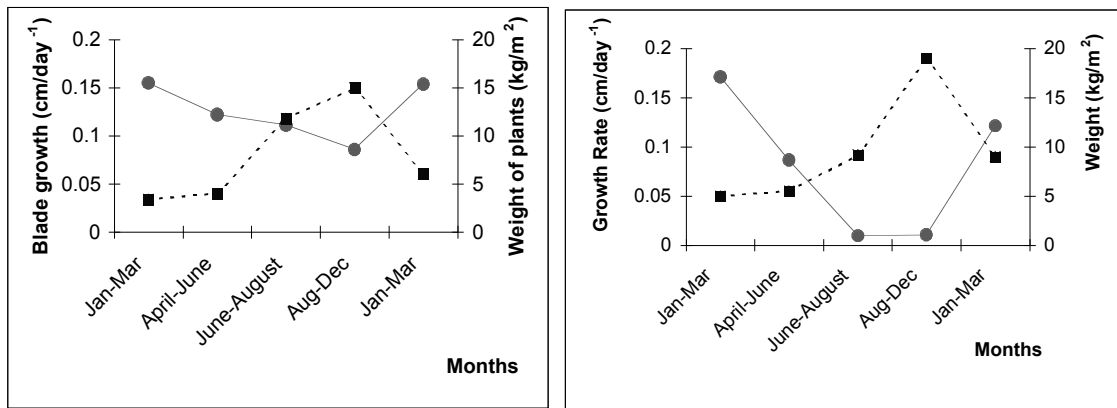 Blade growth (cm/day⁻¹)
0.2
0.15
0.1
0.05
0
20
15
10
5
0
Weight of plants (kg/m²)
Jan-Mar
April-June
June-August
Aug-Dec
Jan-Mar
Months
Growth Rate (cm/day⁻¹)
0.2
0.15
0.1
0.05
0
20
15
10
5
0
Weight (kg/m²)
Jan-Mar
April-June
June-August
Aug-Dec
Jan-Mar
Months